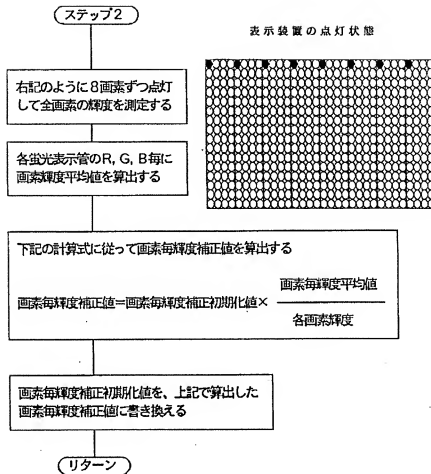 ステップ2
表示装置の点灯状態
右記のように8画素ずつ点灯
して全画素の輝度を測定する
各蛍光表示管のR, G, B毎に
画素輝度平均値を算出する
下記の計算式に従って画素毎輝度補正値を算出する
画素毎輝度補正値=画素毎輝度補正初期化値×
画素毎輝度平均値
各画素輝度
画素毎輝度補正初期化値を、上記で算出した
画素毎輝度補正値に書き換える
リターン